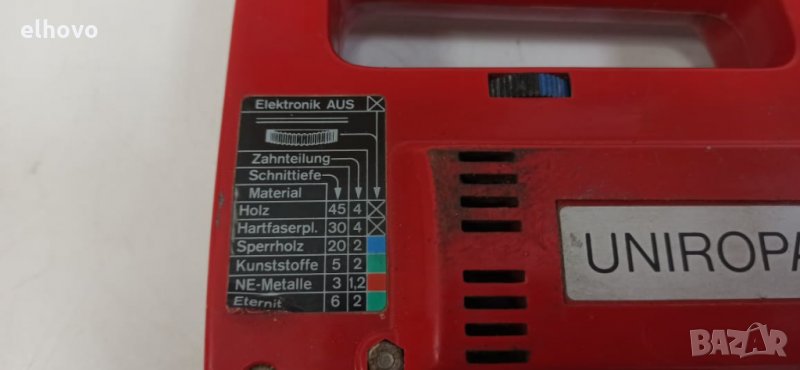 elhovo
Elektronik AUS
Zahnteilung
Schnittiefe
Material
Holz 45 4
Hartfaserpl. 30 4
Sperrholz 20 2
Kunststoffe 5 2
NE-Metalle 3 1,2
Eternit 6 2
UNIROPA
BAZAR